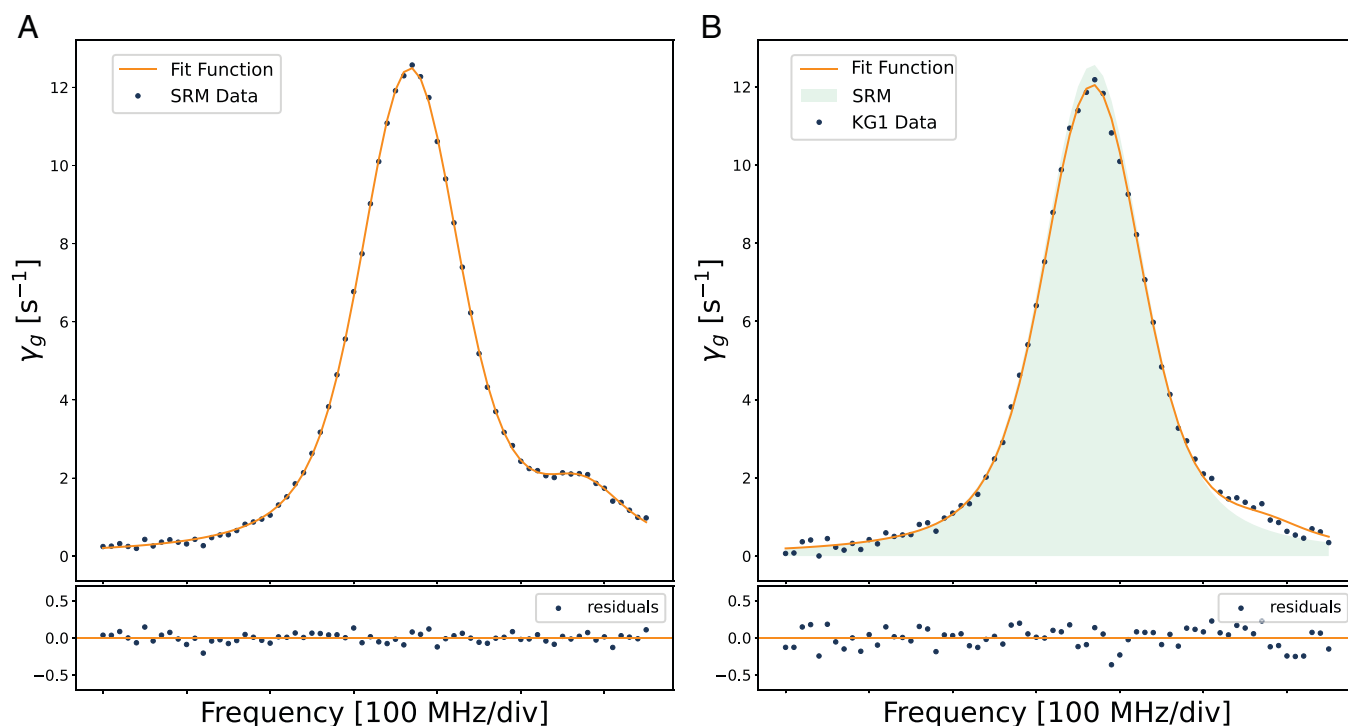 A
Fit Function
SRM Data
12
10
8
6
4
2
0
γg [s⁻¹]
0.5
0.0
−0.5
residuals
Frequency [100 MHz/div]
B
Fit Function
SRM
KG1 Data
12
10
8
6
4
2
0
γg [s⁻¹]
0.5
0.0
−0.5
residuals
Frequency [100 MHz/div]